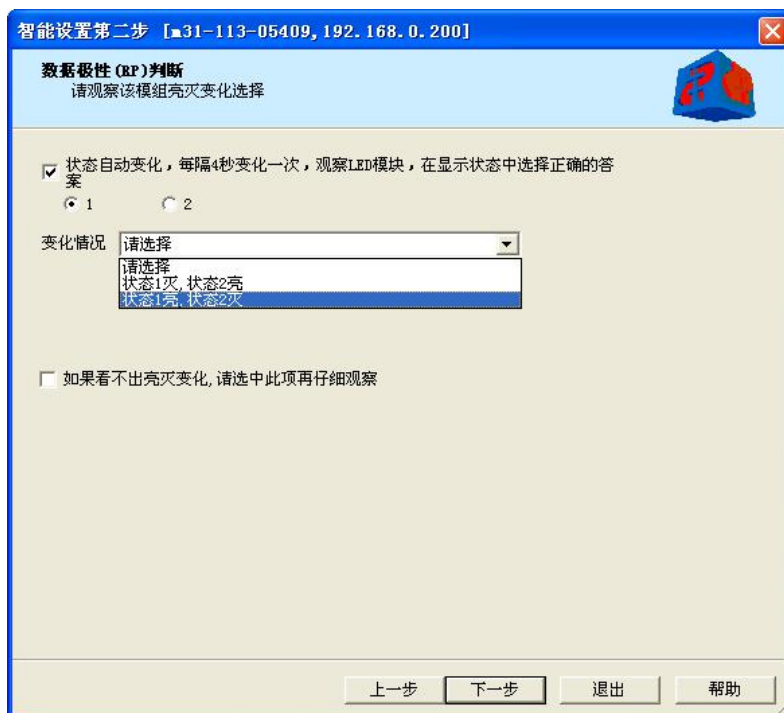 智能设置第二步 [m31-113-05409,192.168.0.200]
数据极性(RP)判断
请观察该模组亮灭变化选择
状态自动变化，每隔4秒变化一次，观察LED模块，在显示状态中选择正确的答
案
1 2
变化情况 请选择
请选择
状态1灭,状态2亮
状态1亮,状态2灭
如果看不出亮灭变化,请选中此项再仔细观察
上一步 下一步 退出 帮助